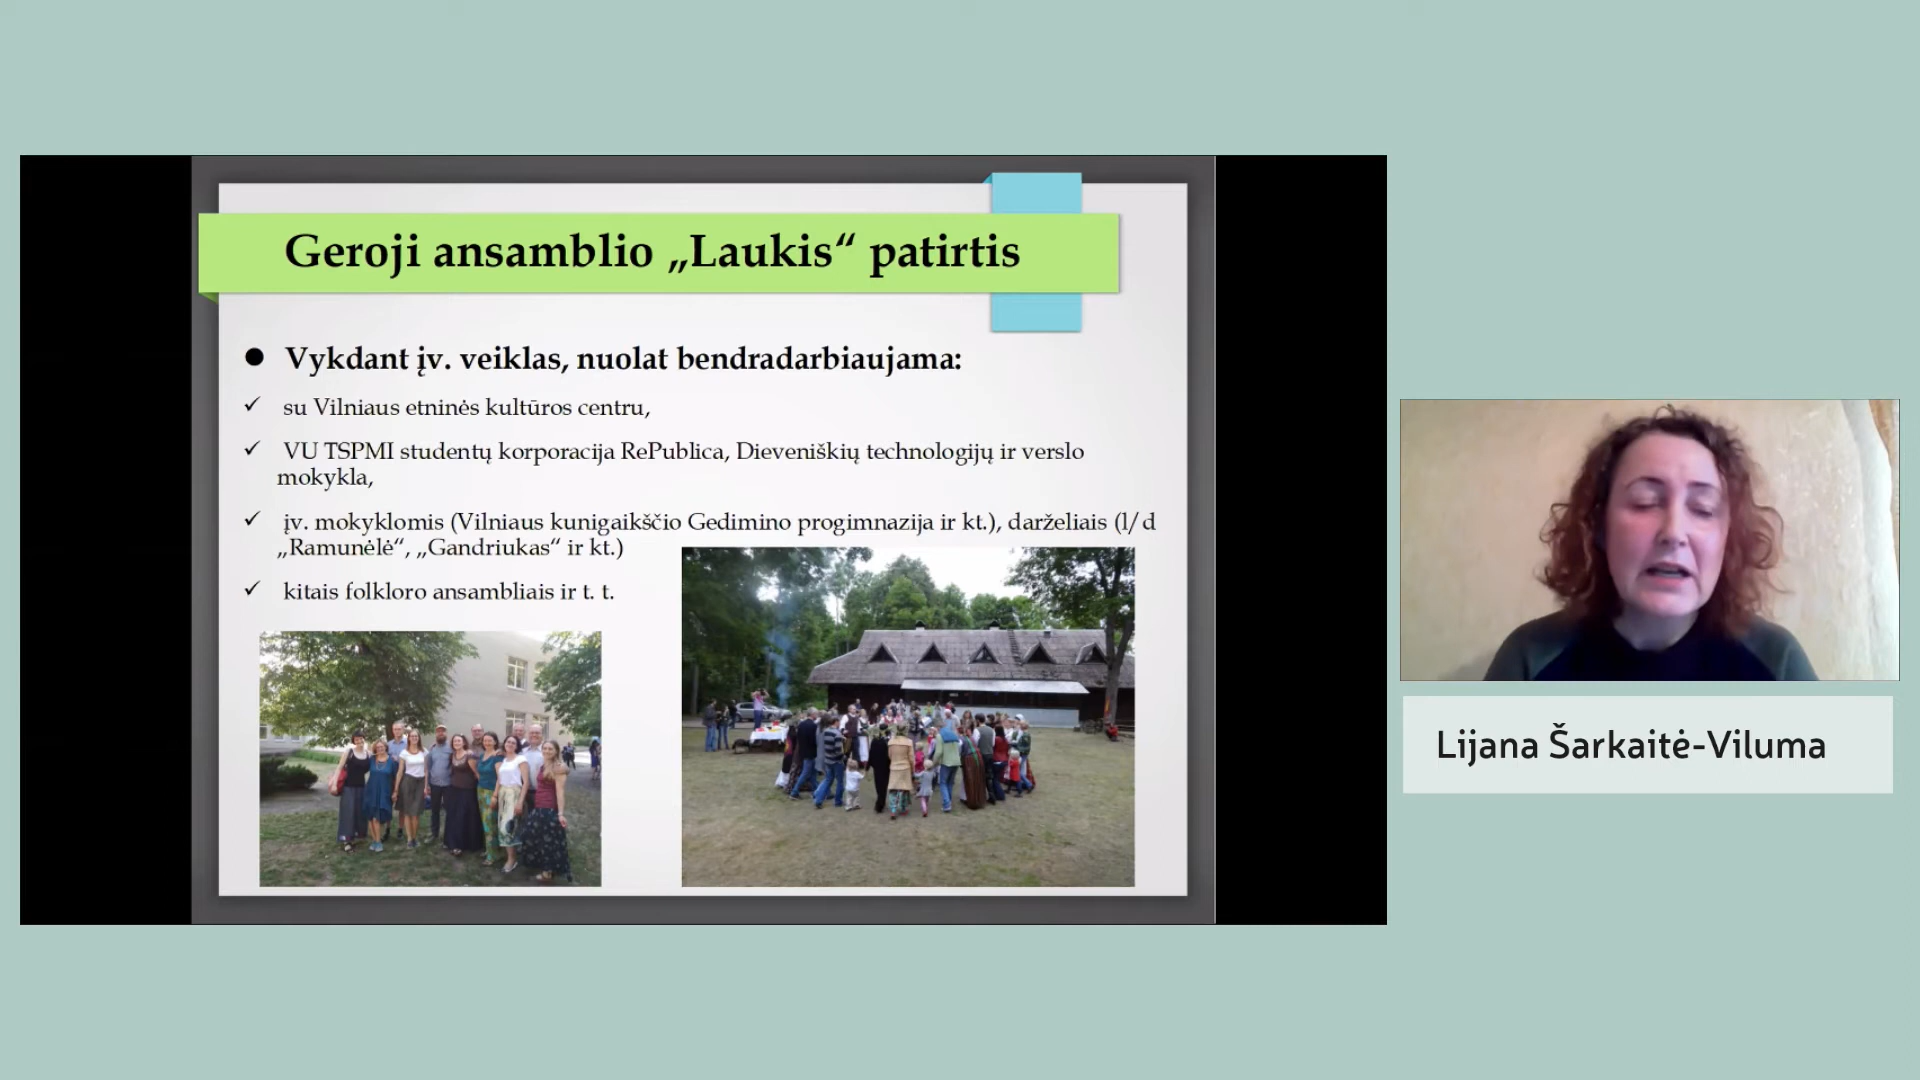 Geroji ansamblio „Laukis“ patirtis
● Vykdant įv. veiklas, nuolat bendradarbiaujama:
✓ su Vilniaus etninės kultūros centru,
✓ VU TSPMI studentų korporacija RePublica, Dieveniškių technologijų ir verslo
mokykla,
✓ įv. mokyklomis (Vilniaus kunigaikščio Gedimino progimnazija ir kt.), darželiais (l/d
„Ramunėlė“, „Gandriukas“ ir kt.)
✓ kitais folkloro ansambliais ir t. t.
Lijana Šarkaitė-Viluma